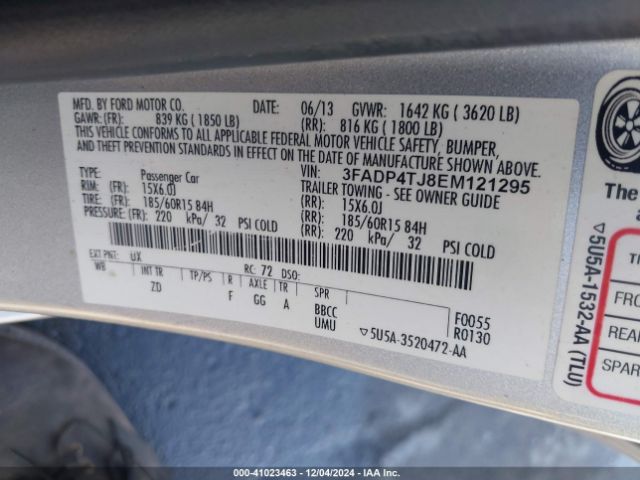 MFD. BY FORD MOTOR CO. DATE: 06/13 GVWR: 1642 KG ( 3620 LB)
GAWR: (FR): 839 KG ( 1850 LB) (RR): 816 KG ( 1800 LB)
THIS VEHICLE CONFORMS TO ALL APPLICABLE FEDERAL MOTOR VEHICLE SAFETY, BUMPER,
AND THEFT PREVENTION STANDARDS IN EFFECT ON THE DATE OF MANUFACTURE SHOWN ABOVE.
VIN: 3FADP4TJ8EM121295
TYPE: Passenger Car TRAILER TOWING - SEE OWNER GUIDE
RIM: (FR): 15X6.0J (RR): 15X6.0J
TIRE: (FR): 185/60R15 84H (RR): 185/60R15 84H
PRESSURE: (FR): 220 kPa/ 32 PSI COLD (RR): 220 kPa/ 32 PSI COLD
EXT PNT: UX RC: 72 DSO:
WB INT TR TP/PS R AXLE TR SPR
ZD F GG A BBCC F0055
UMU R0130
▽5U5A-3520472-AA
The
▽5U5A-1532-AA (TLU)
FRO
REAR
SPAR
000-41023463 - 12/04/2024 - IAA Inc.